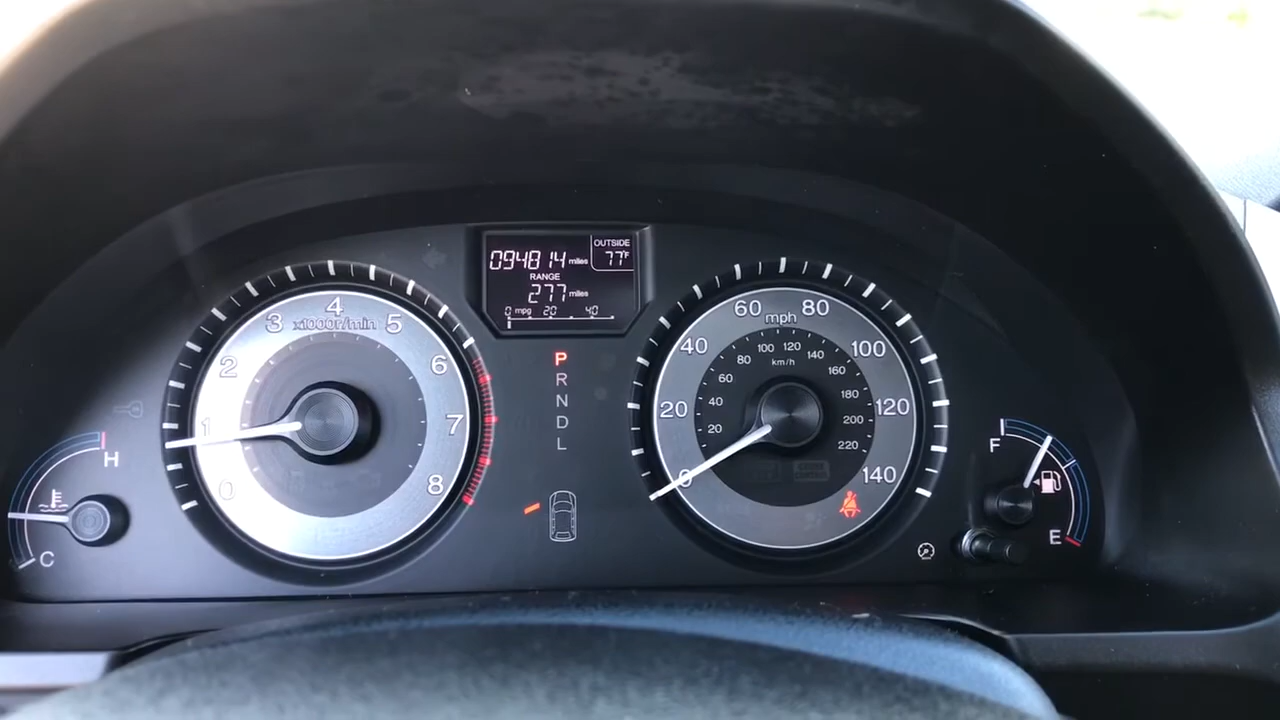 094814 miles
OUTSIDE
77°F
RANGE
277 miles
0 mpg 20 40
x1000r/min
0 1 2 3 4 5 6 7 8
P
R
N
D
L
mph
0 20 40 60 80 100 120 140
km/h
20 40 60 80 100 120 140 160 180 200 220
H
C
F
E